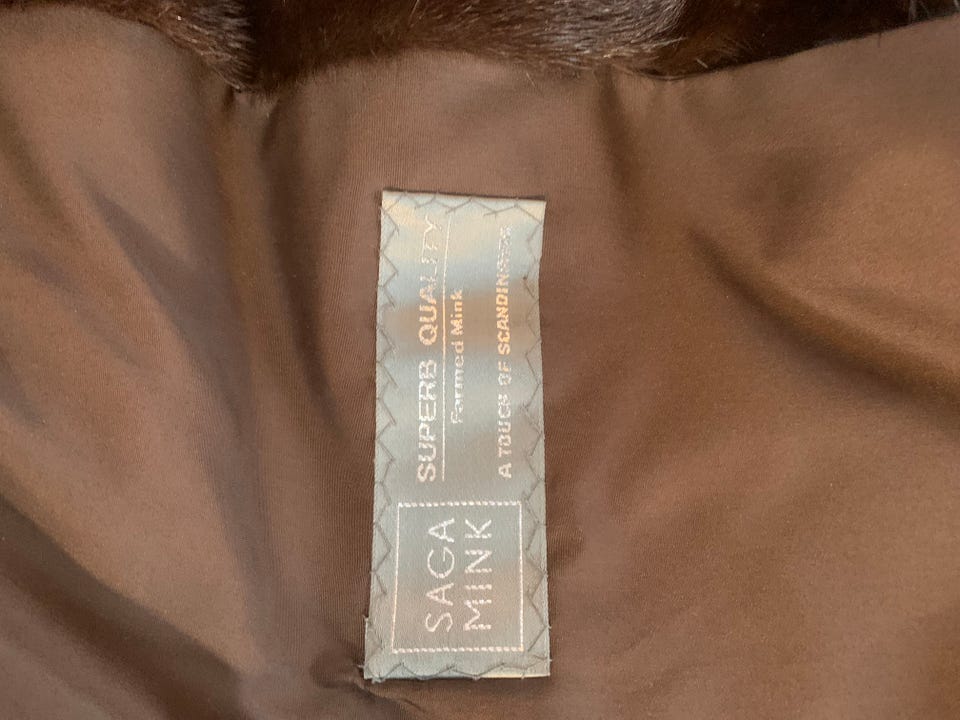 SAGA
MINK
SUPERB QUALITY
Farmed Mink
A TOUCH OF SCANDINAVIA